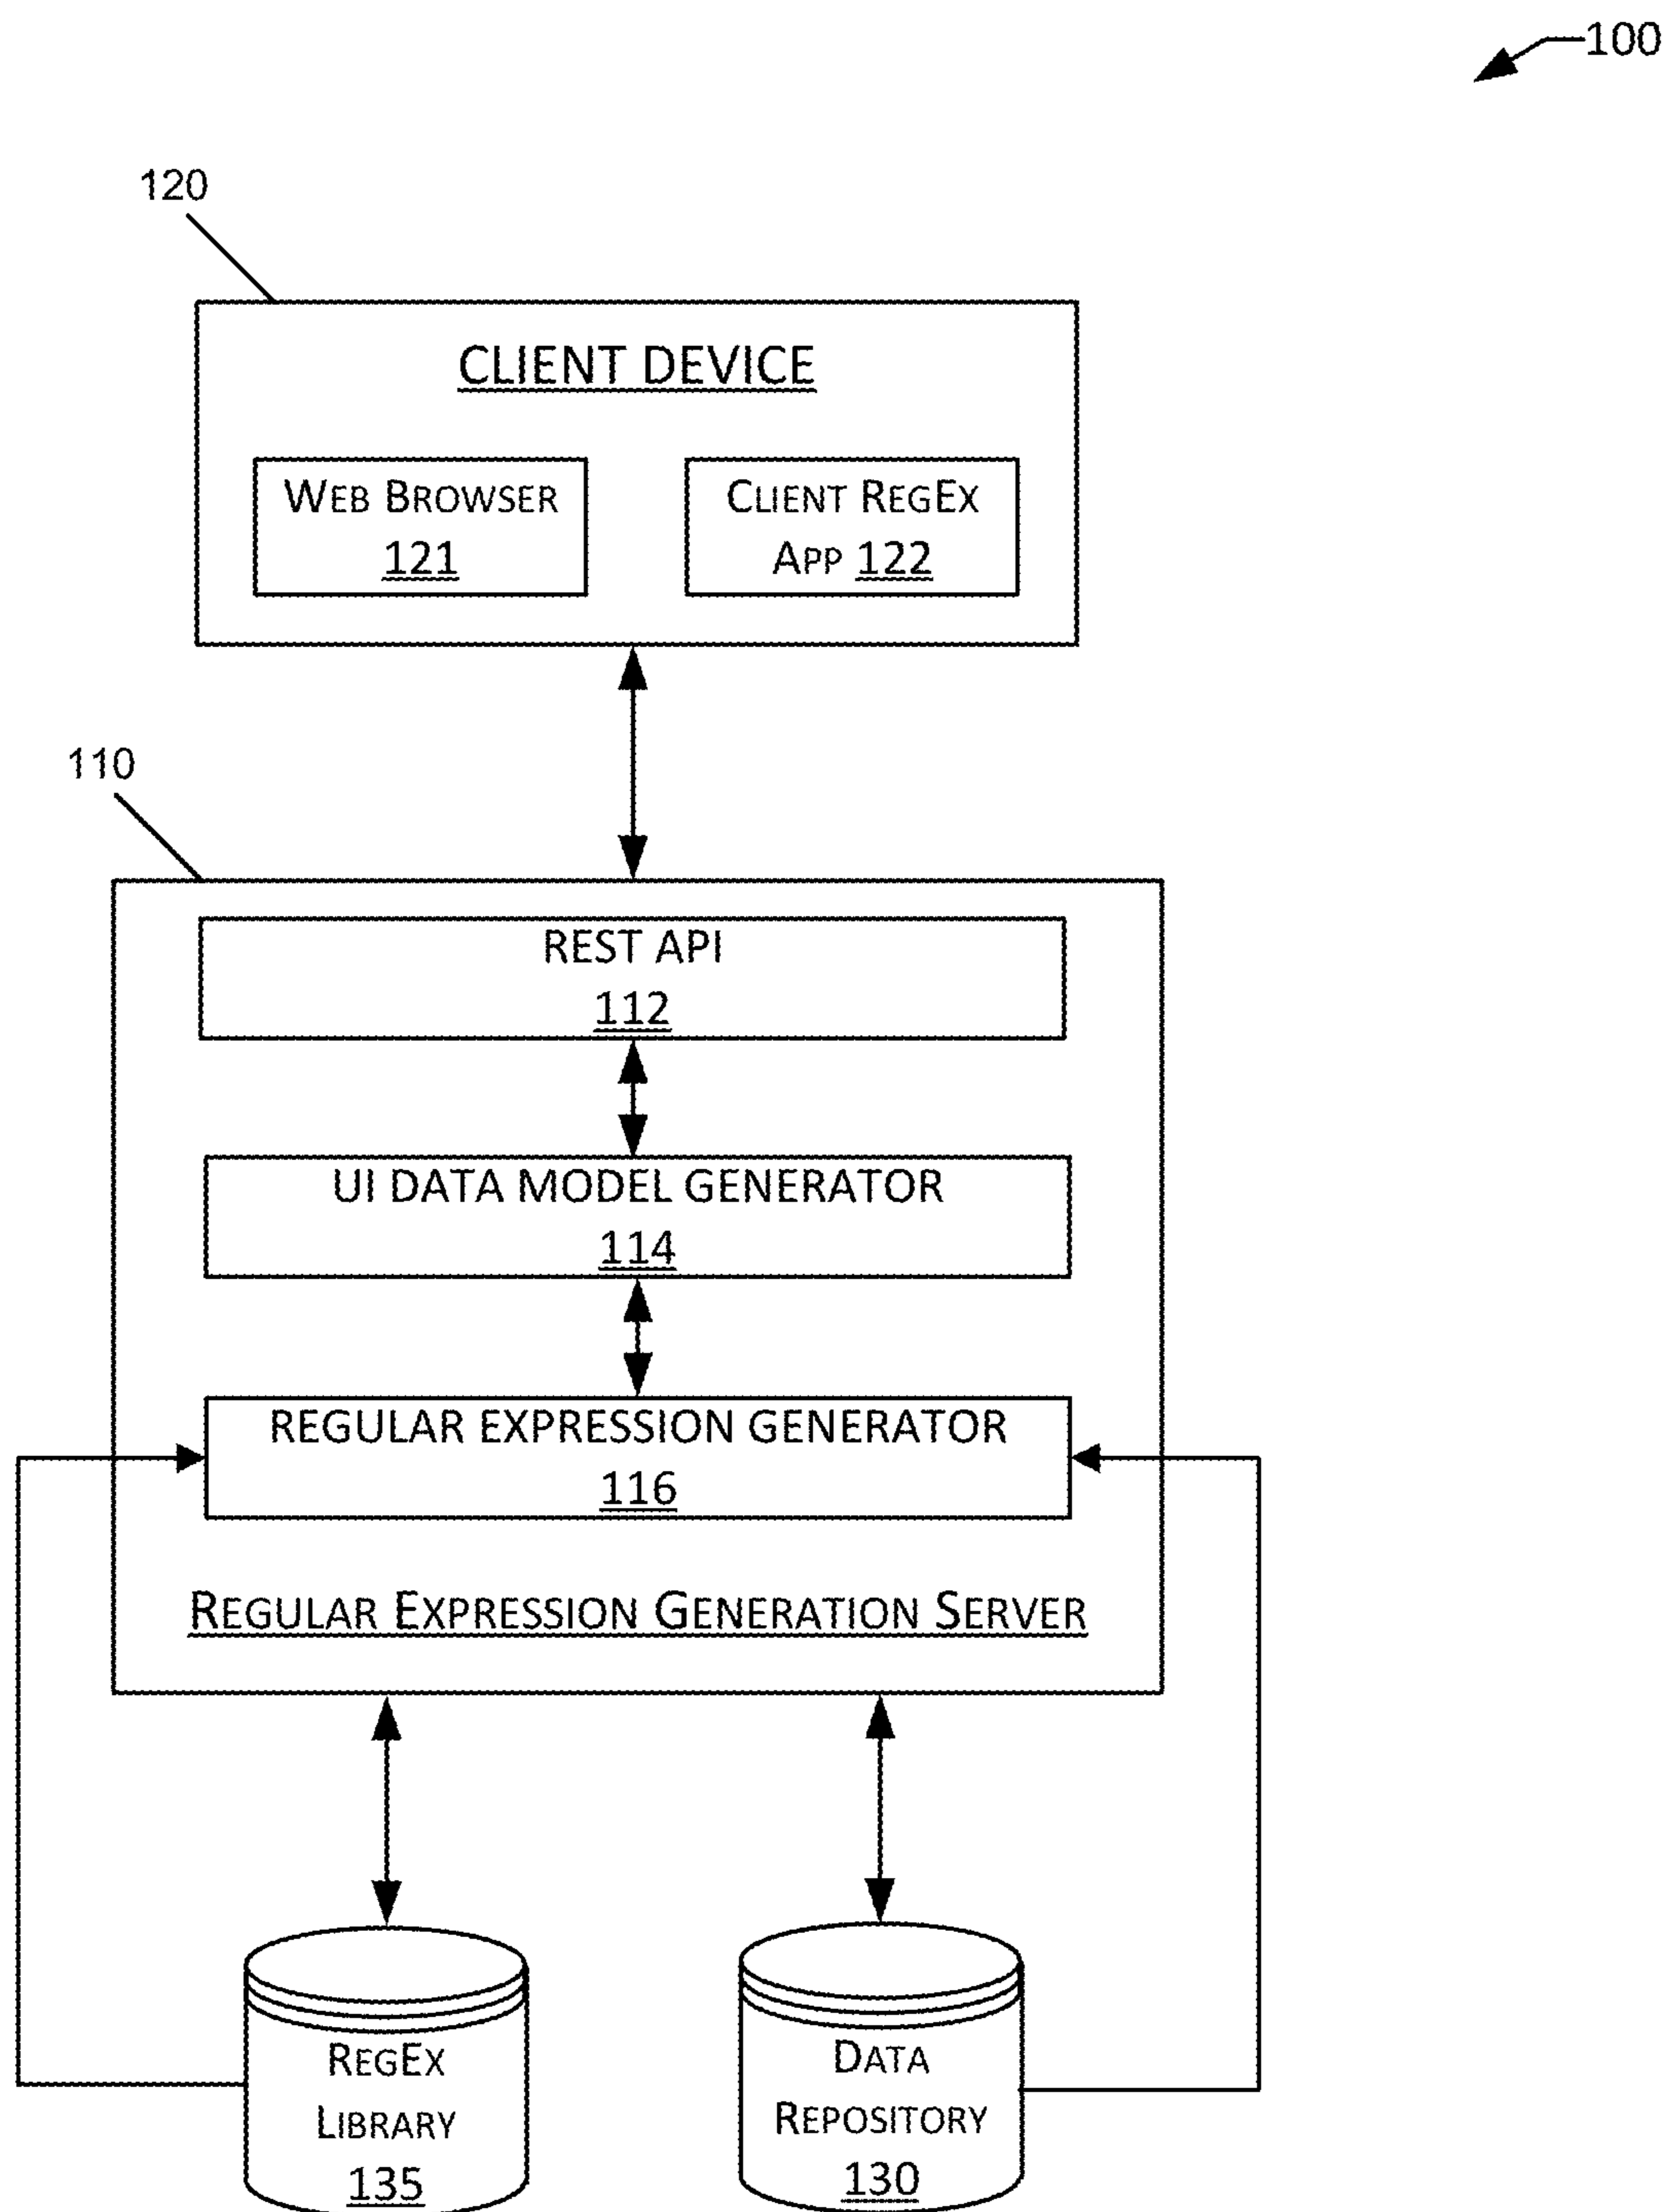 100
120
CLIENT DEVICE
WEB BROWSER
121
CLIENT REGEX
APP 122
110
REST API
112
UI DATA MODEL GENERATOR
114
REGULAR EXPRESSION GENERATOR
116
REGULAR EXPRESSION GENERATION SERVER
REGEX
LIBRARY
135
DATA
REPOSITORY
130